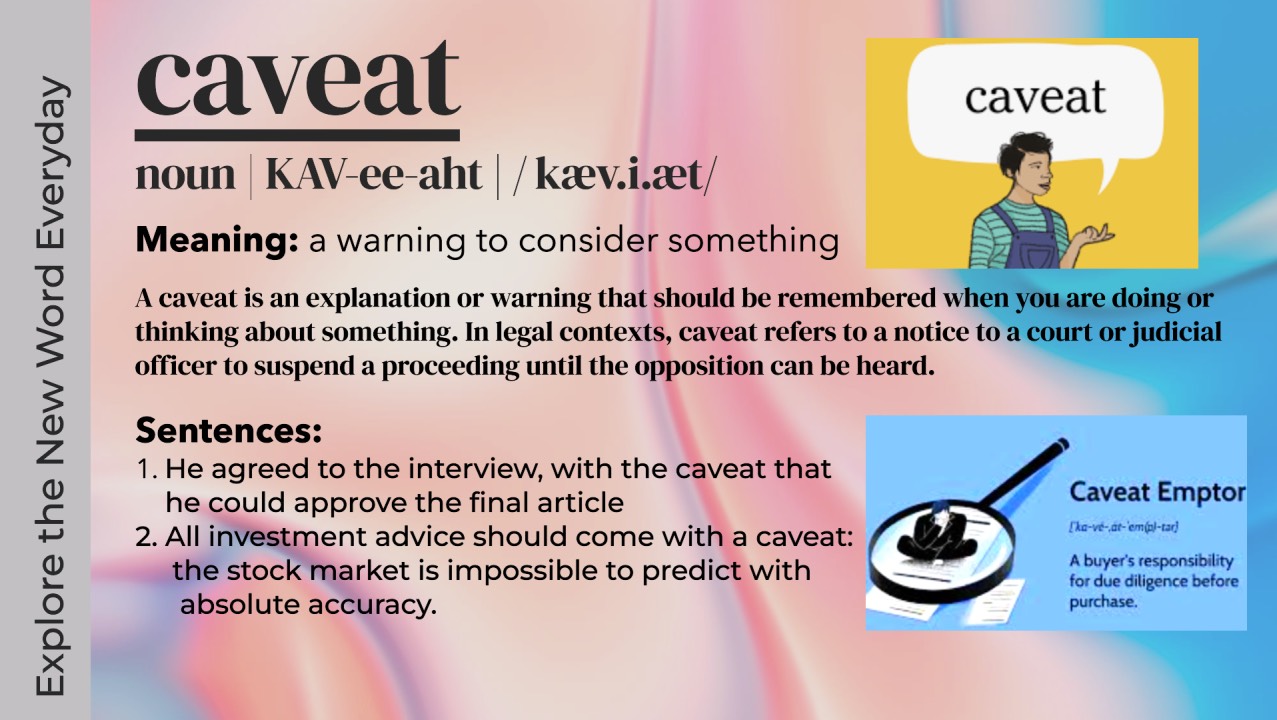 Explore the New Word Everyday
caveat
noun | KAV-ee-aht | / kæv.i.æt/
Meaning: a warning to consider something
A caveat is an explanation or warning that should be remembered when you are doing or
thinking about something. In legal contexts, caveat refers to a notice to a court or judicial
officer to suspend a proceeding until the opposition can be heard.
Sentences:
1. He agreed to the interview, with the caveat that
he could approve the final article
2. All investment advice should come with a caveat:
the stock market is impossible to predict with
absolute accuracy.
caveat
Caveat Emptor
A buyer's responsibility
for due diligence before
purchase.